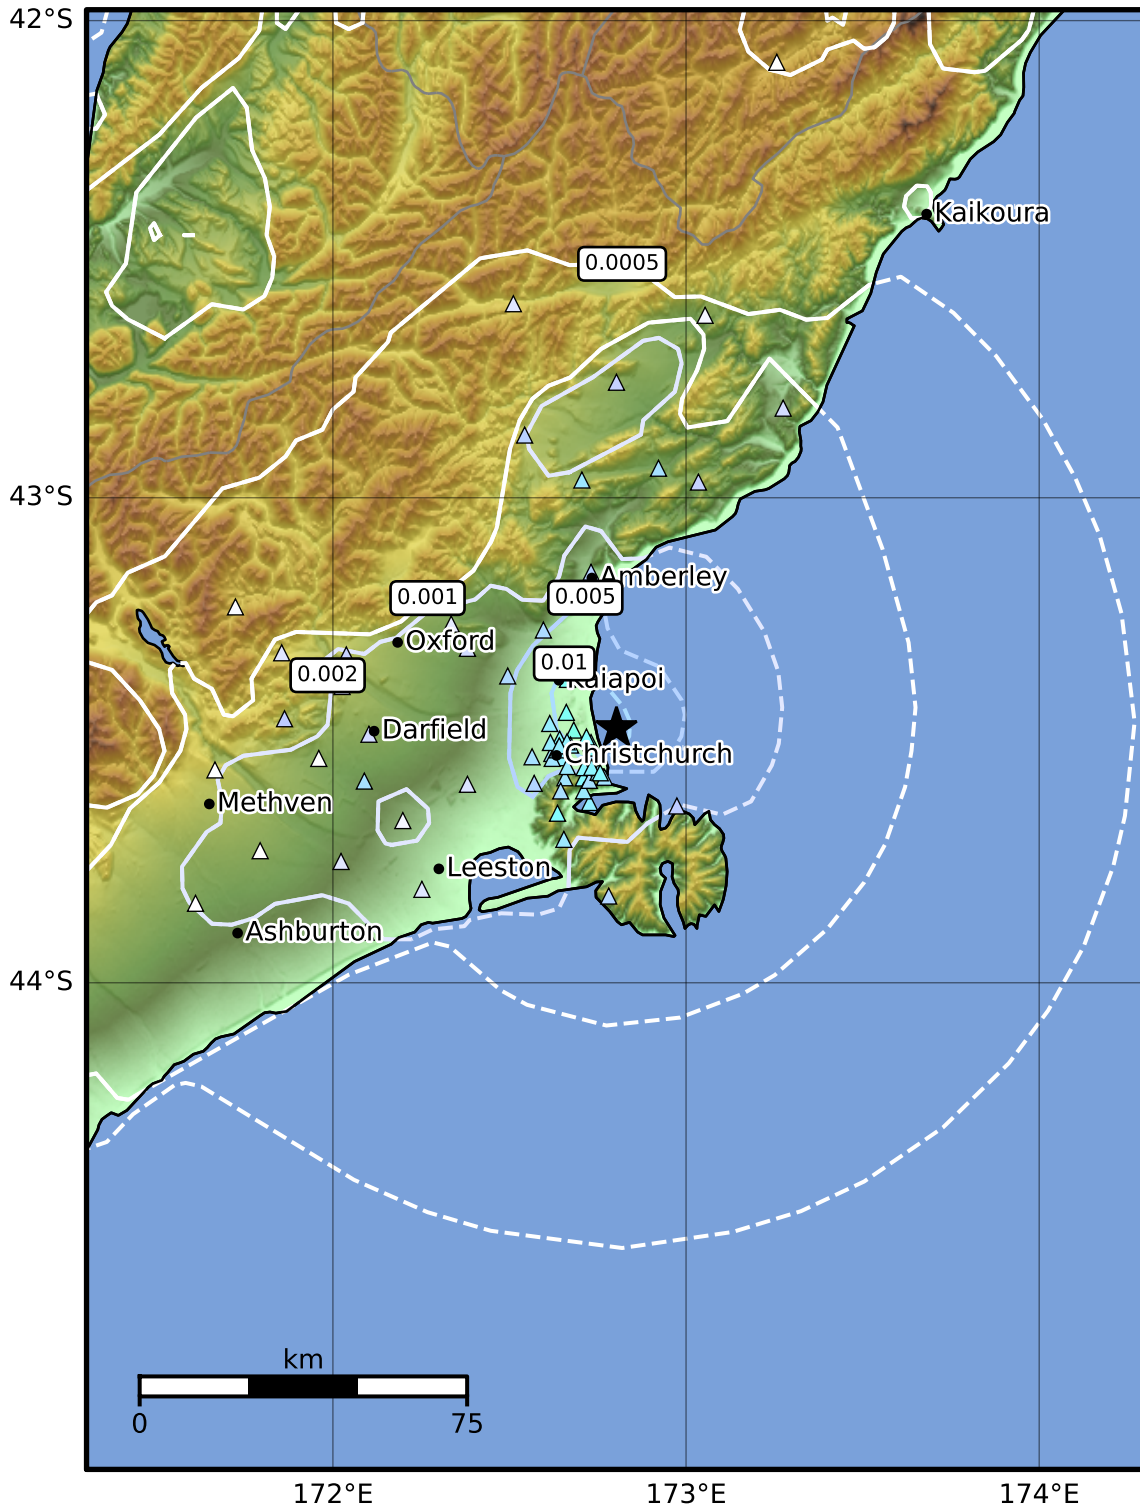 42°S
Kaikoura
0.0005
43°S
Amberley
0.001
0.005
Oxford
0.01
Kaiapoi
0.002
Darfield
Christchurch
Methven
Leeston
Ashburton
44°S
km
0 75
172°E 173°E 174°E